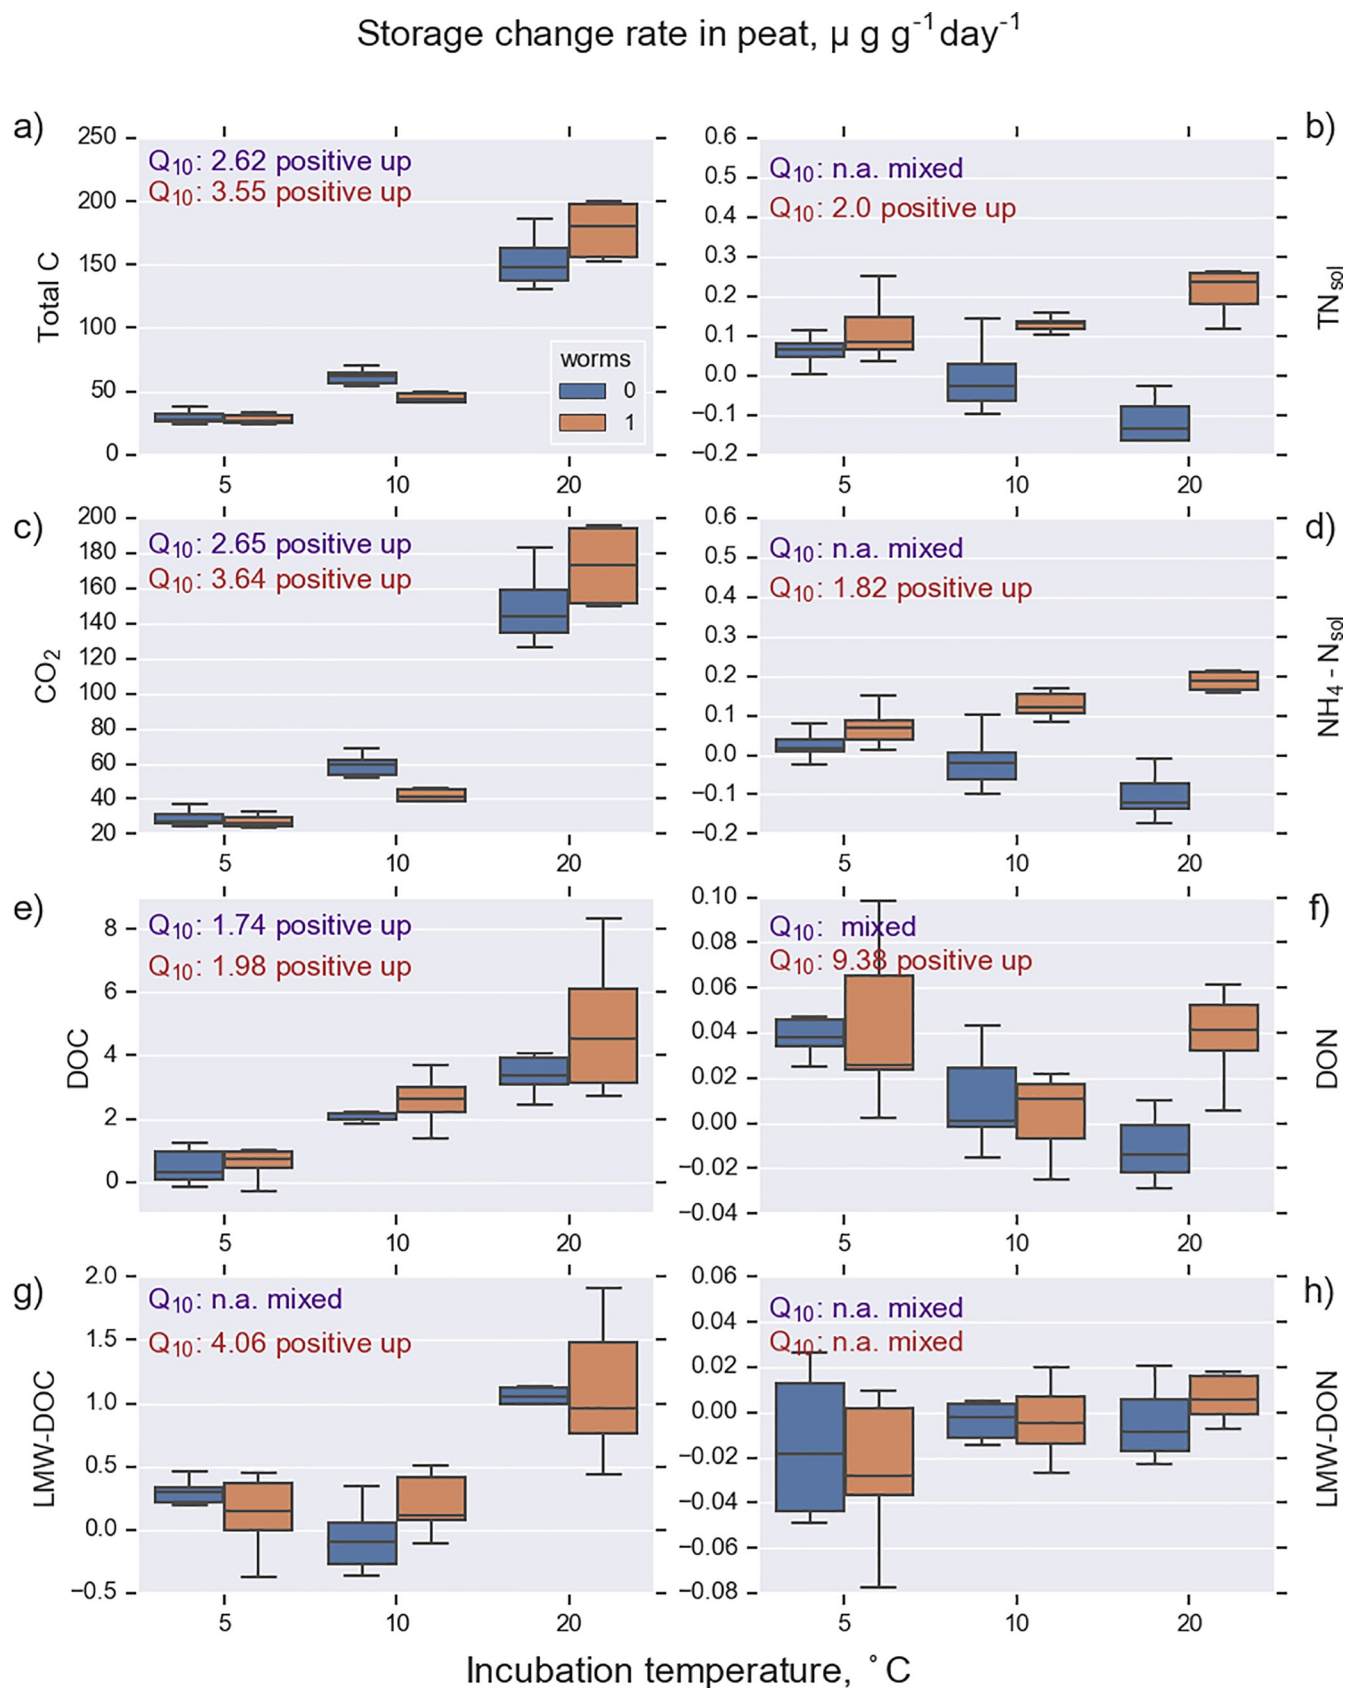 Storage change rate in peat, µ g g⁻¹ day⁻¹
a)
Total C
250
200
150
100
50
0
Q₁₀: 2.62 positive up
Q₁₀: 3.55 positive up
worms
0
1
5 10 20
b)
TN sol
0.6
0.5
0.4
0.3
0.2
0.1
0.0
−0.1
−0.2
Q₁₀: n.a. mixed
Q₁₀: 2.0 positive up
5 10 20
c)
CO₂
200
180
160
140
120
100
80
60
40
20
Q₁₀: 2.65 positive up
Q₁₀: 3.64 positive up
5 10 20
d)
NH₄ - N sol
0.6
0.5
0.4
0.3
0.2
0.1
0.0
−0.1
−0.2
Q₁₀: n.a. mixed
Q₁₀: 1.82 positive up
5 10 20
e)
DOC
8
6
4
2
0
Q₁₀: 1.74 positive up
Q₁₀: 1.98 positive up
5 10 20
f)
DON
0.10
0.08
0.06
0.04
0.02
0.00
−0.02
−0.04
Q₁₀: mixed
Q₁₀: 9.38 positive up
5 10 20
g)
LMW-DOC
2.0
1.5
1.0
0.5
0.0
−0.5
Q₁₀: n.a. mixed
Q₁₀: 4.06 positive up
5 10 20
h)
LMW-DON
0.06
0.04
0.02
0.00
−0.02
−0.04
−0.06
−0.08
Q₁₀: n.a. mixed
Q₁₀: n.a. mixed
5 10 20
Incubation temperature, °C